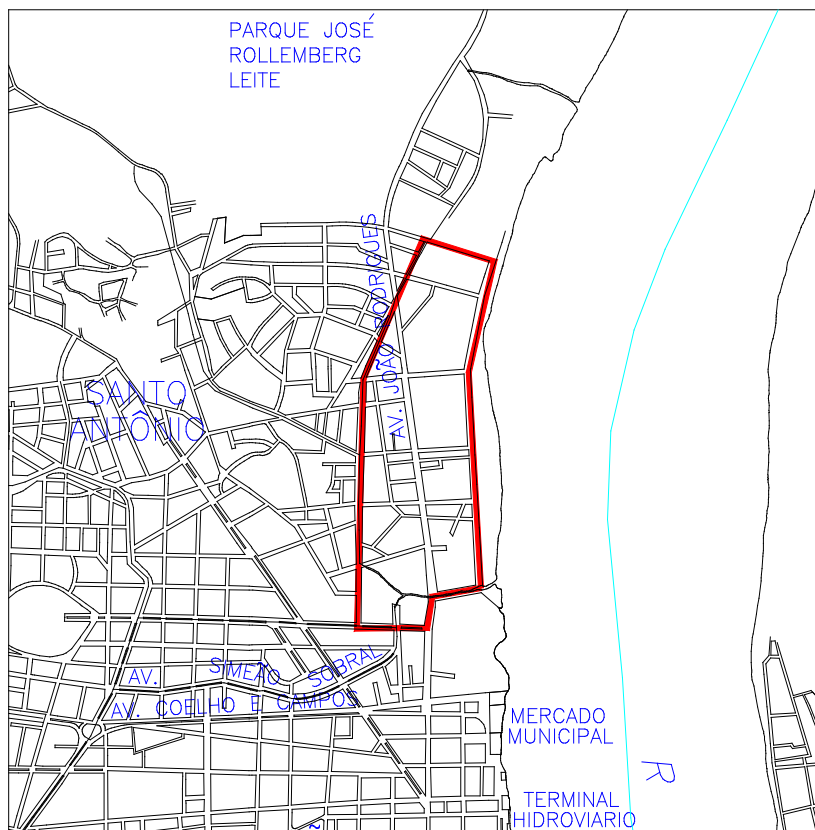 PARQUE JOSÉ
ROLLEMBERG
LEITE
AV. JOÃO RODRIGUES
SANTO
ANTÔNIO
AV. SIMEÃO SOBRAL
AV. COELHO E CAMPOS
MERCADO
MUNICIPAL
R
TERMINAL
HIDROVIARIO